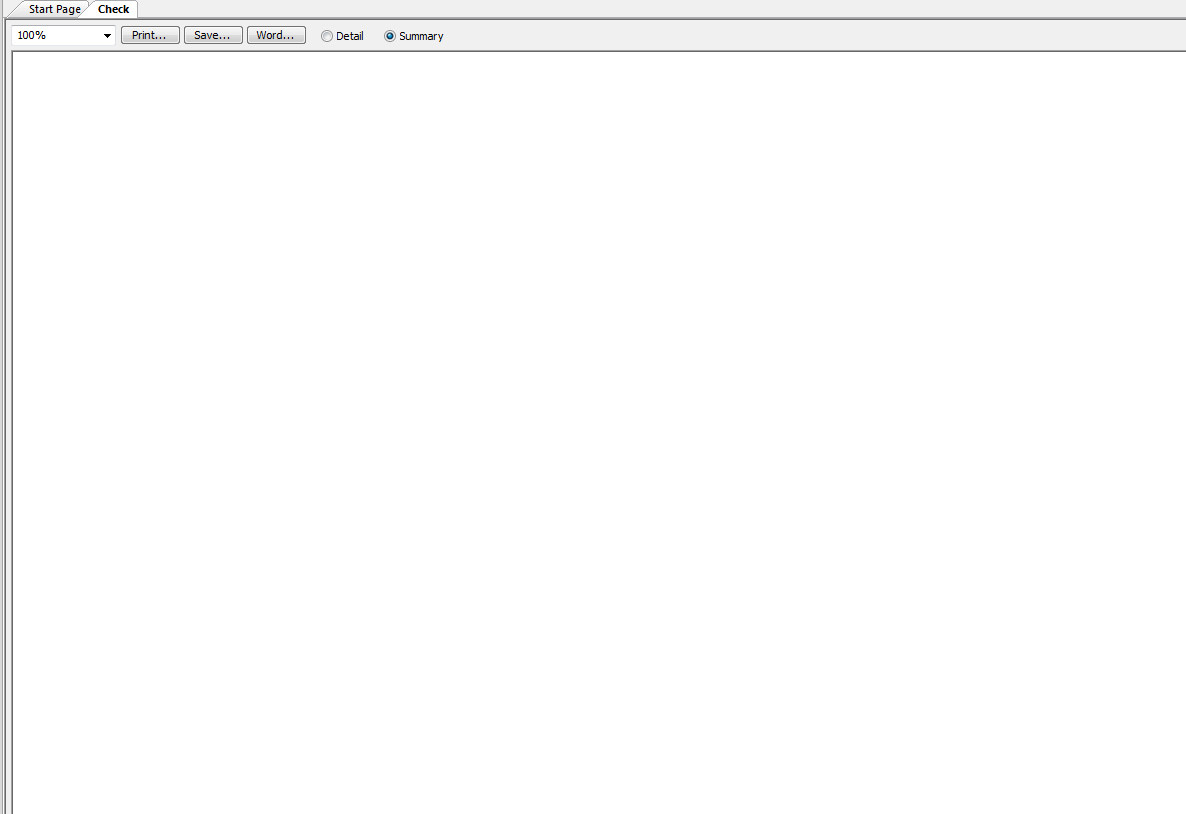 Start Page Check
100% Print... Save... Word... Detail Summary